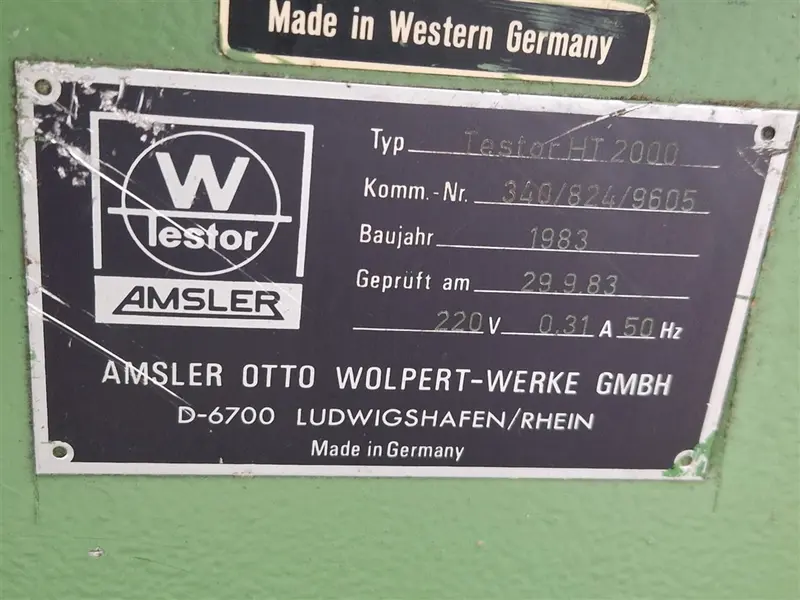 Made in Western Germany
W
Testor
AMSLER
Typ Testor HT 2000
Komm.-Nr. 340/824/9605
Baujahr 1983
Geprüft am 29.9.83
220 V 0.31 A 50 Hz
AMSLER OTTO WOLPERT-WERKE GMBH
D-6700 LUDWIGSHAFEN/RHEIN
Made in Germany